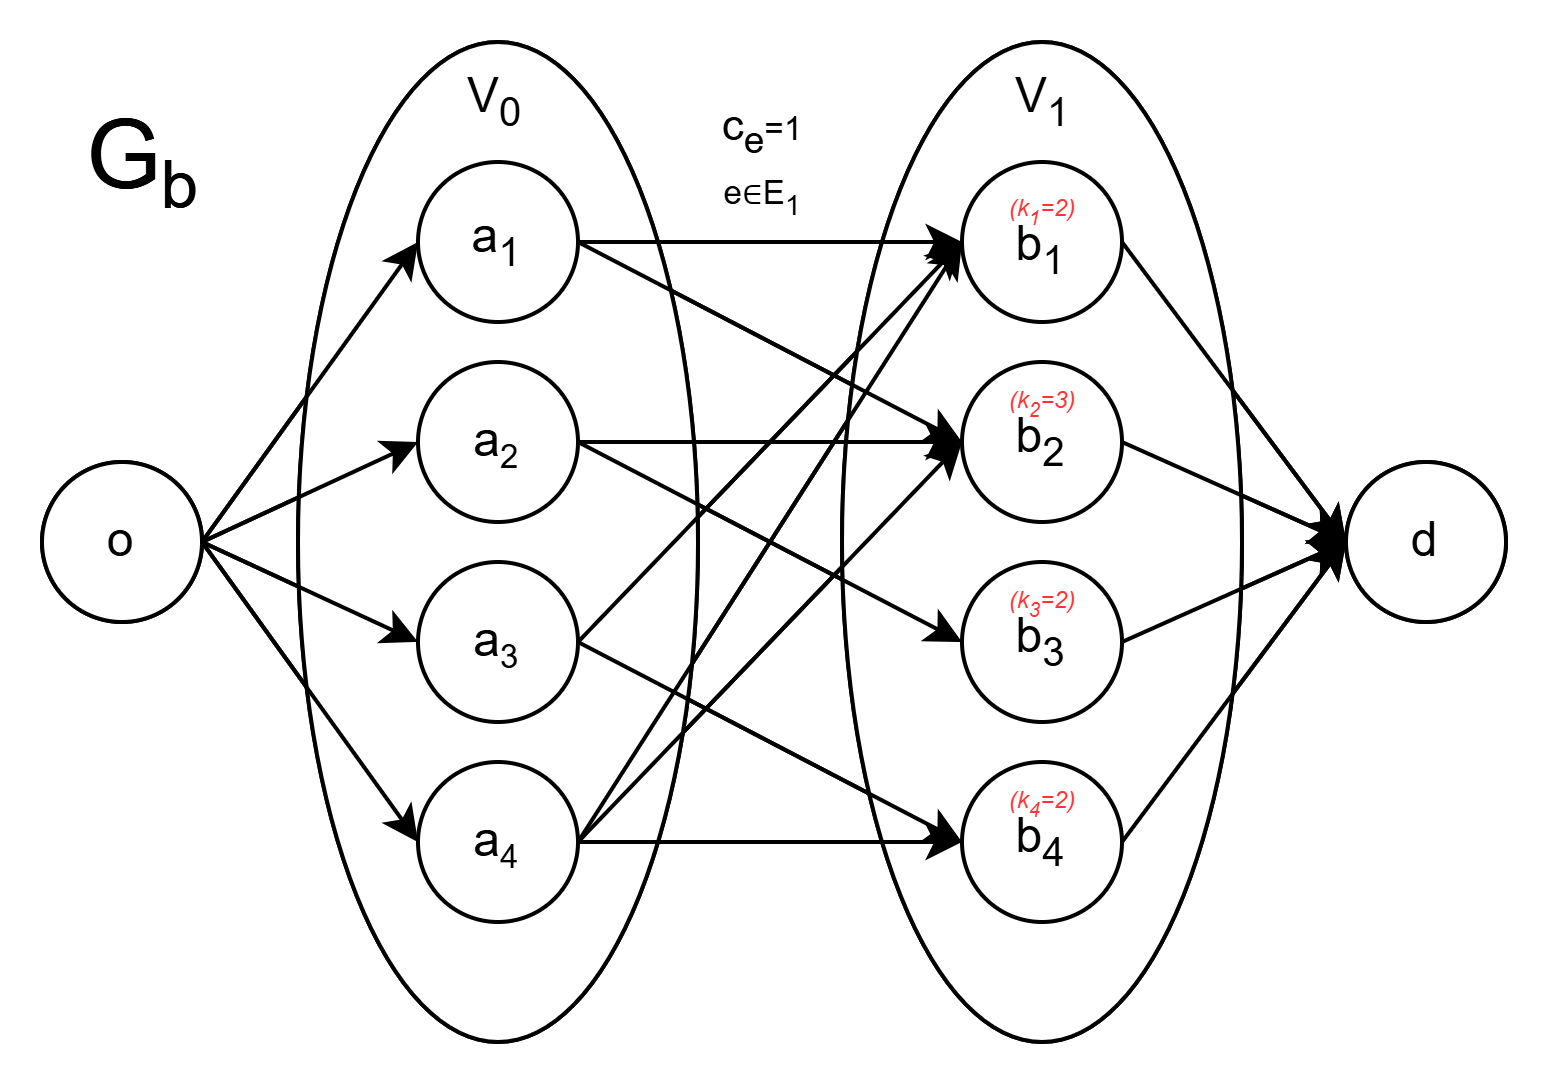 G_b
V_0
V_1
c_e=1
e∈E_1
a_1
(k_1=2)
b_1
a_2
(k_2=3)
b_2
o
d
a_3
(k_3=2)
b_3
a_4
(k_4=2)
b_4